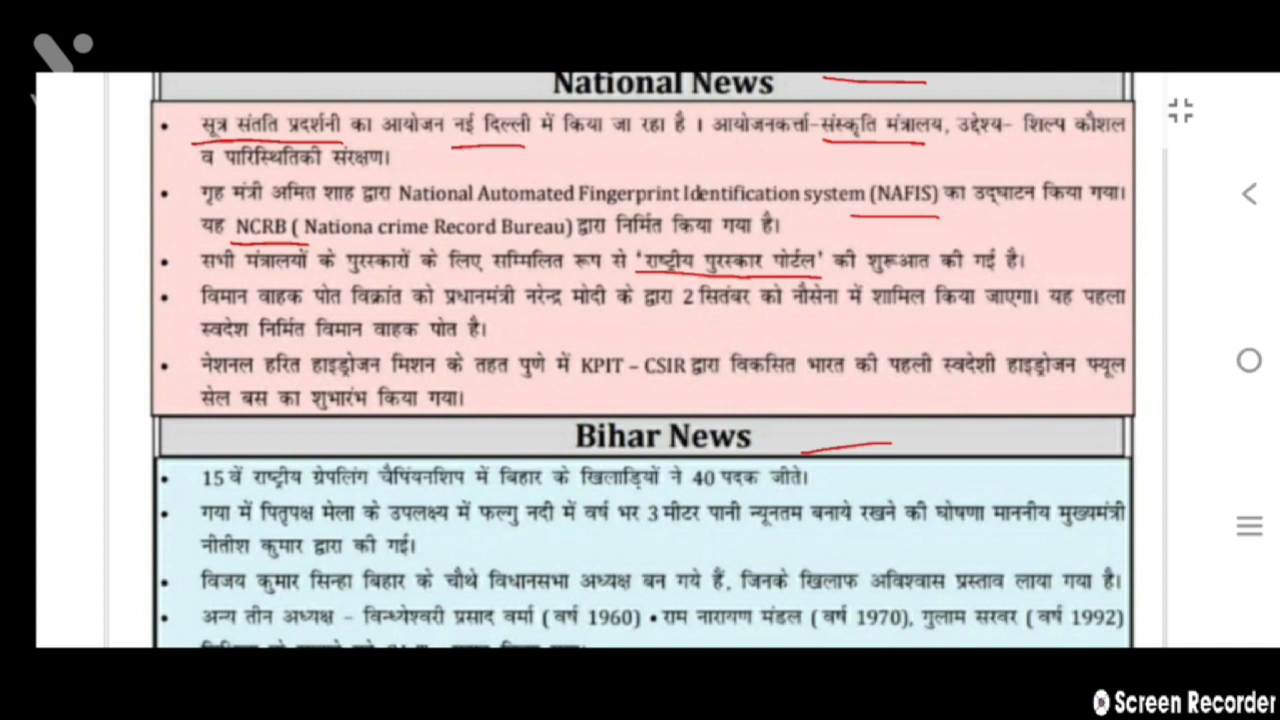 National News
• सूत्र संतति प्रदर्शनी का आयोजन नई दिल्ली में किया जा रहा है । आयोजनकर्त्ता-संस्कृति मंत्रालय, उद्देश्य- शिल्प कौशल
व पारिस्थितिकी संरक्षण।
• गृह मंत्री अमित शाह द्वारा National Automated Fingerprint Identification system (NAFIS) का उद्घाटन किया गया।
यह NCRB ( Nationa crime Record Bureau) द्वारा निर्मित किया गया है।
• सभी मंत्रालयों के पुरस्कारों के लिए सम्मिलित रूप से 'राष्ट्रीय पुरस्कार पोर्टल' की शुरूआत की गई है।
• विमान वाहक पोत विक्रांत को प्रधानमंत्री नरेन्द्र मोदी के द्वारा 2 सितंबर को नौसेना में शामिल किया जाएगा। यह पहला
स्वदेश निर्मित विमान वाहक पोत है।
• नेशनल हरित हाइड्रोजन मिशन के तहत पुणे में KPIT – CSIR द्वारा विकसित भारत की पहली स्वदेशी हाइड्रोजन फ्यूल
सेल बस का शुभारंभ किया गया।
Bihar News
• 15 वें राष्ट्रीय ग्रेपलिंग चैपिंयनशिप में बिहार के खिलाड़ियों ने 40 पदक जीते।
• गया में पितृपक्ष मेला के उपलक्ष्य में फल्गु नदी में वर्ष भर 3 मीटर पानी न्यूनतम बनाये रखने की घोषणा माननीय मुख्यमंत्री
नीतीश कुमार द्वारा की गई।
• विजय कुमार सिन्हा बिहार के चौथे विधानसभा अध्यक्ष बन गये हैं, जिनके खिलाफ अविश्वास प्रस्ताव लाया गया है।
• अन्य तीन अध्यक्ष – विन्ध्येश्वरी प्रसाद वर्मा ( वर्ष 1960) • राम नारायण मंडल ( वर्ष 1970), गुलाम सरवर ( वर्ष 1992)
Screen Recorder